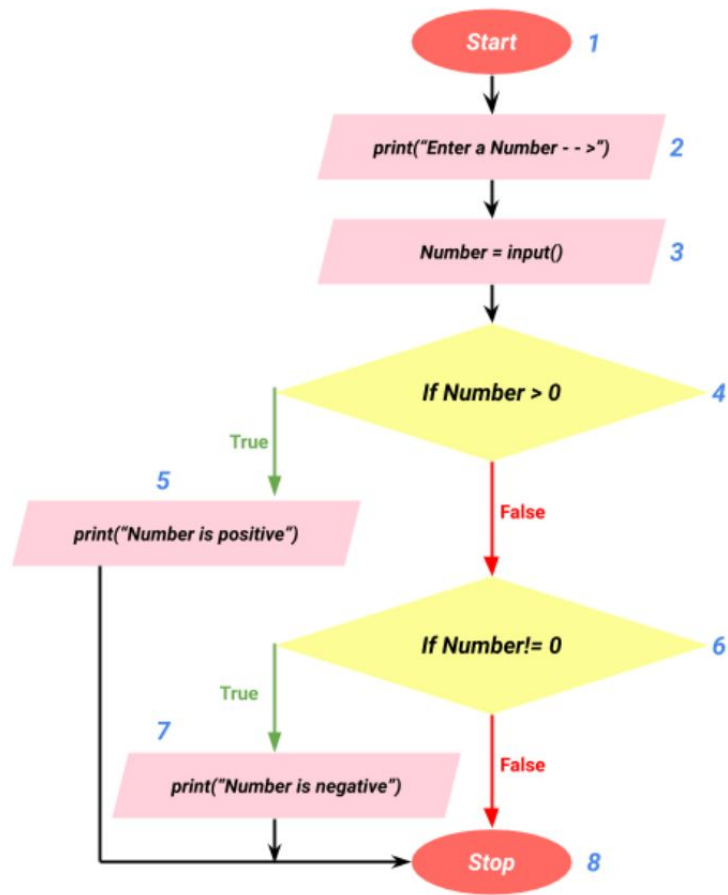 Start 1
print(“Enter a Number - - >”) 2
Number = input() 3
If Number > 0 4
True
5
False
print(“Number is positive”)
If Number!= 0 6
True
7
False
print(“Number is negative”)
Stop 8